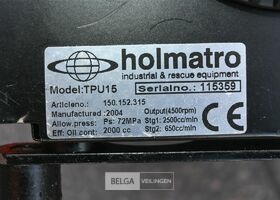 holmatro
industrial & rescue equipment
Model:TPU15 Serialno.: 115359
Articleno.: 150.152.315
Manufactured :2004 Output(4500rpm)
Allow.press: Ps: 72MPa Stg1: 2500cc/min
Eff: Oil cont: 2000 cc Stg2: 650cc/min
BELGA VEILINGEN